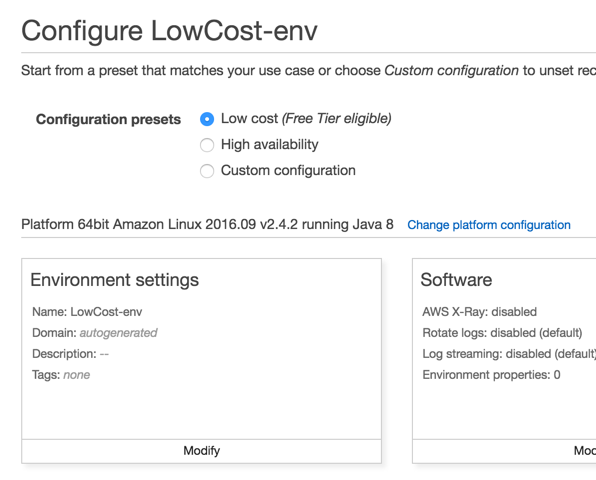 Configure LowCost-env
Start from a preset that matches your use case or choose Custom configuration to unset rec
Configuration presets
Low cost (Free Tier eligible)
High availability
Custom configuration
Platform 64bit Amazon Linux 2016.09 v2.4.2 running Java 8 Change platform configuration
Environment settings
Name: LowCost-env
Domain: autogenerated
Description: --
Tags: none
Modify
Software
AWS X-Ray: disabled
Rotate logs: disabled (default)
Log streaming: disabled (default)
Environment properties: 0
Moc